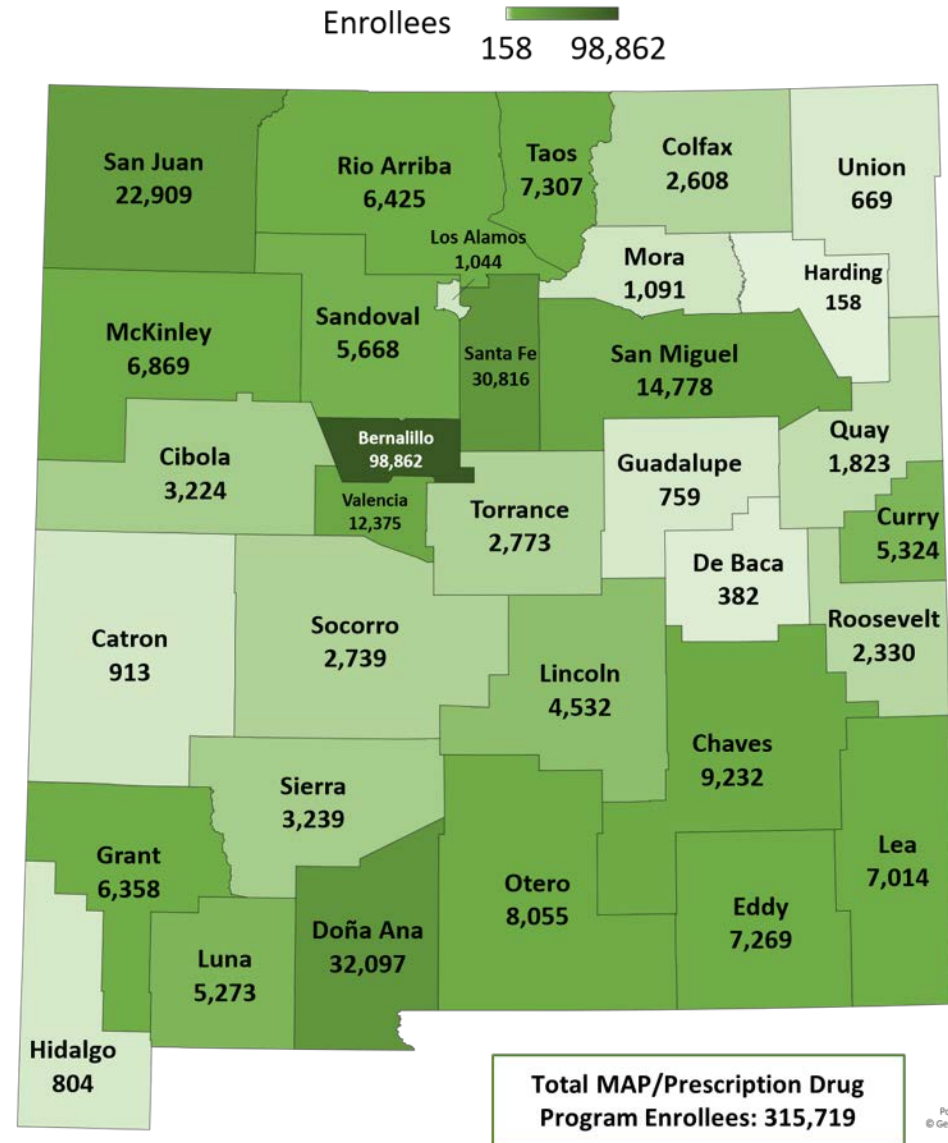 Enrollees
158 98,862
San Juan
22,909
Rio Arriba
6,425
Taos
7,307
Colfax
2,608
Union
669
Los Alamos
1,044
Mora
1,091
Harding
158
McKinley
6,869
Sandoval
5,668
Santa Fe
30,816
San Miguel
14,778
Cibola
3,224
Bernalillo
98,862
Valencia
12,375
Torrance
2,773
Guadalupe
759
Quay
1,823
Curry
5,324
De Baca
382
Roosevelt
2,330
Catron
913
Socorro
2,739
Lincoln
4,532
Chaves
9,232
Sierra
3,239
Grant
6,358
Otero
8,055
Lea
7,014
Eddy
7,269
Doña Ana
32,097
Luna
5,273
Hidalgo
804
Total MAP/Prescription Drug
Program Enrollees: 315,719